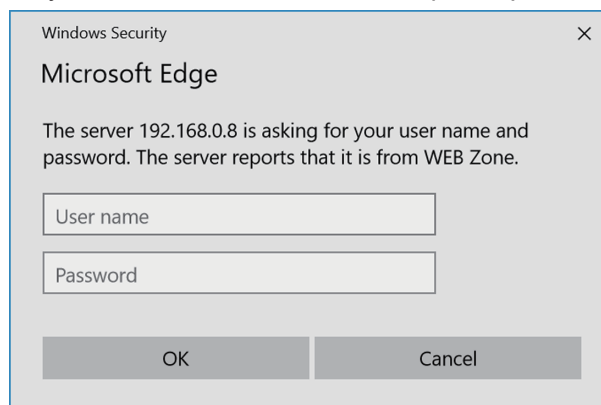 Windows Security
Microsoft Edge
The server 192.168.0.8 is asking for your user name and
password. The server reports that it is from WEB Zone.
User name
Password
OK Cancel